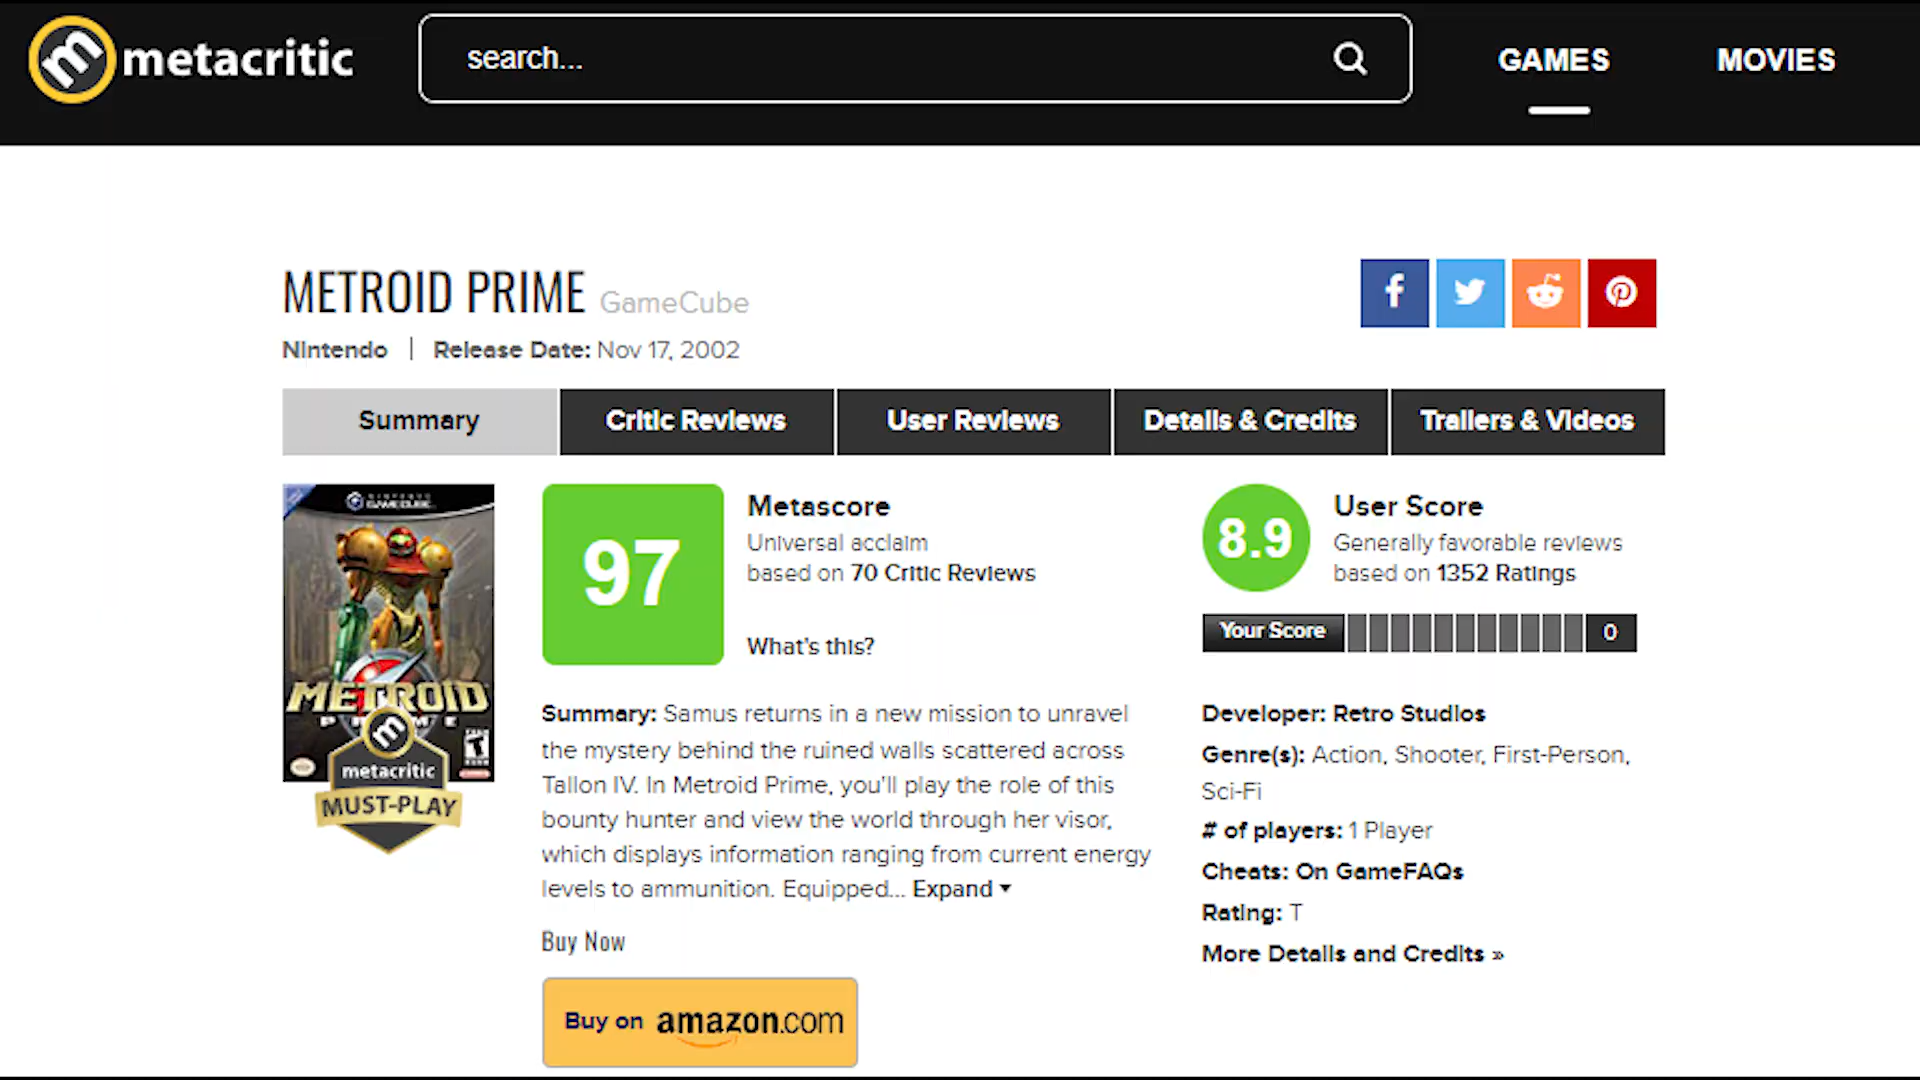 metacritic
search...
GAMES
MOVIES
METROID PRIME GameCube
Nintendo | Release Date: Nov 17, 2002
Summary
Critic Reviews
User Reviews
Details & Credits
Trailers & Videos
NINTENDO
GAMECUBE
METROID
PRIME
T
metacritic
MUST-PLAY
97
Metascore
Universal acclaim
based on 70 Critic Reviews
What's this?
8.9
User Score
Generally favorable reviews
based on 1352 Ratings
Your Score
0
Summary: Samus returns in a new mission to unravel
the mystery behind the ruined walls scattered across
Tallon IV. In Metroid Prime, you'll play the role of this
bounty hunter and view the world through her visor,
which displays information ranging from current energy
levels to ammunition. Equipped... Expand
Buy Now
Buy on amazon.com
Developer: Retro Studios
Genre(s): Action, Shooter, First-Person,
Sci-Fi
# of players: 1 Player
Cheats: On GameFAQs
Rating: T
More Details and Credits »